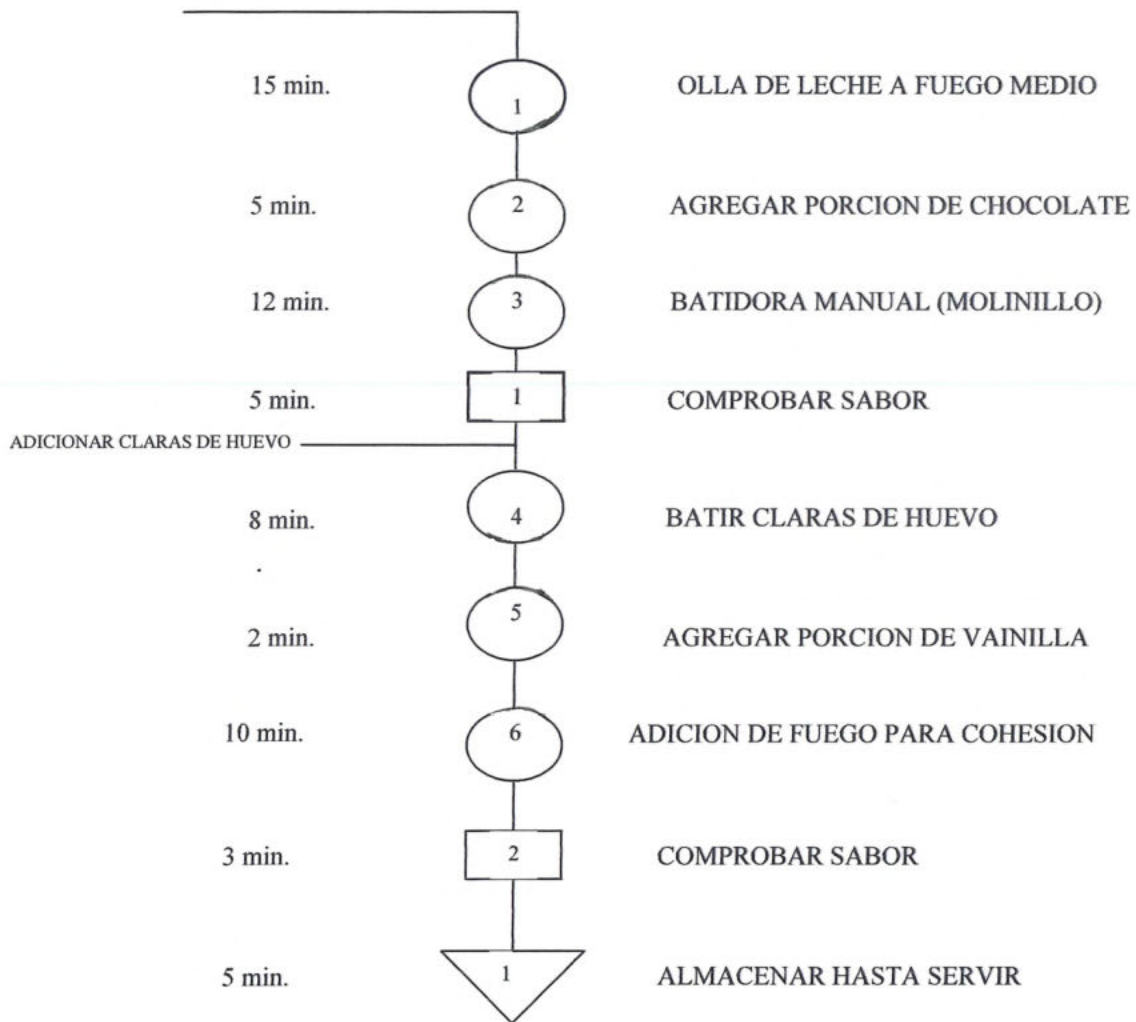 15 min. 1 OLLA DE LECHE A FUEGO MEDIO
5 min. 2 AGREGAR PORCION DE CHOCOLATE
12 min. 3 BATIDORA MANUAL (MOLINILLO)
5 min. 1 COMPROBAR SABOR
ADICIONAR CLARAS DE HUEVO
8 min. 4 BATIR CLARAS DE HUEVO
2 min. 5 AGREGAR PORCION DE VAINILLA
10 min. 6 ADICION DE FUEGO PARA COHESION
3 min. 2 COMPROBAR SABOR
5 min. 1 ALMACENAR HASTA SERVIR